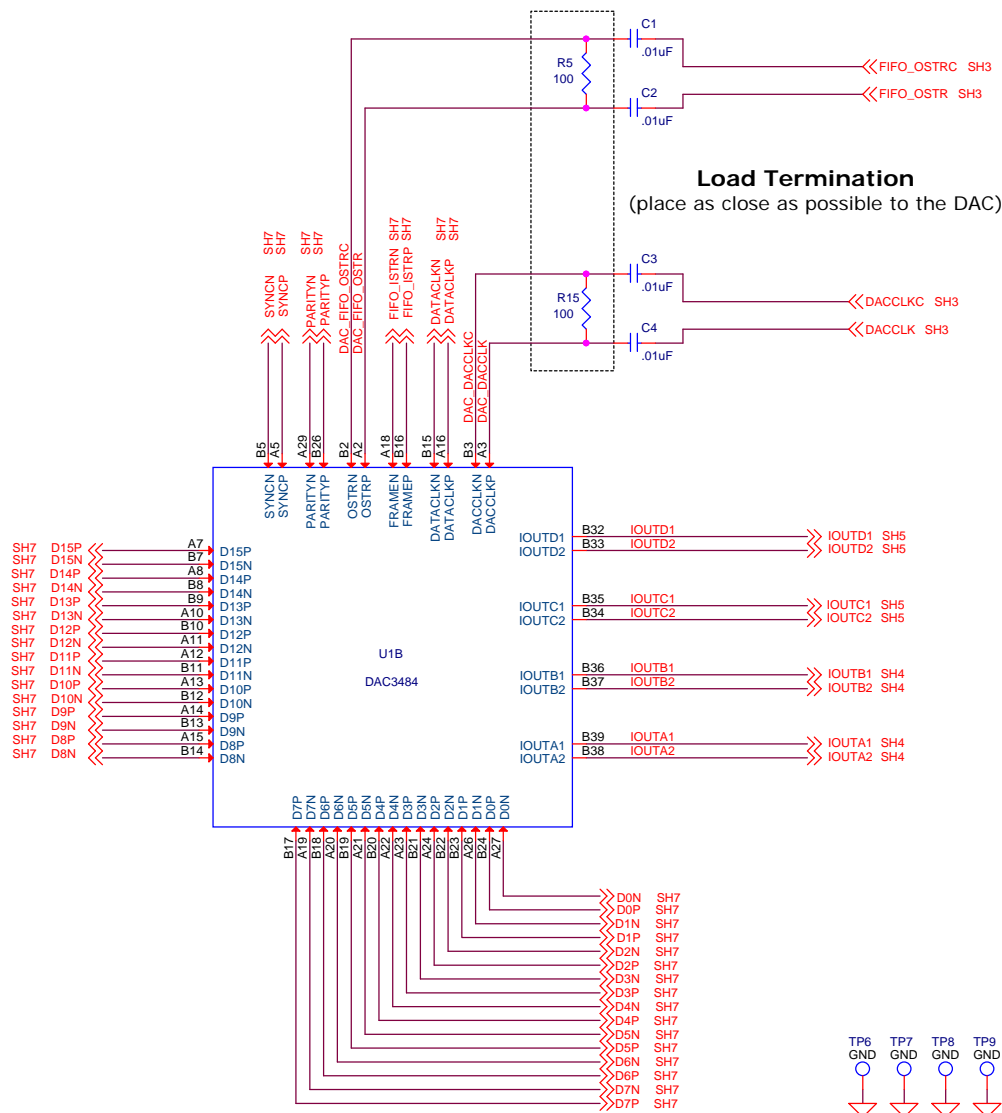 C1
.01uF
R5
100
C2
.01uF
FIFO_OSTRC SH3
FIFO_OSTR SH3
Load Termination
(place as close as possible to the DAC)
C3
.01uF
R15
100
C4
.01uF
DACCLKC SH3
DACCLK SH3
SYNCN SH7
SYNCP SH7
PARITYN SH7
PARITYP SH7
DAC_FIFO_OSTRC
DAC_FIFO_OSTR
FIFO_ISTRN SH7
FIFO_ISTRP SH7
DATACLKN SH7
DATACLKP SH7
DAC_DACCLKC
DAC_DACCLK
B5 SYNCN
A5 SYNCP
A29 PARITYN
B26 PARITYP
B2 OSTRN
A2 OSTRP
A18 FRAMEN
B16 FRAMEP
B15 DATACLKN
A16 DATACLKP
B3 DACCLKN
A3 DACCLKP
SH7 D15P A7 D15P
SH7 D15N B7 D15N
SH7 D14P A8 D14P
SH7 D14N B8 D14N
SH7 D13P B9 D13P
SH7 D13N A10 D13N
SH7 D12P B10 D12P
SH7 D12N A11 D12N
SH7 D11P A12 D11P
SH7 D11N B11 D11N
SH7 D10P A13 D10P
SH7 D10N B12 D10N
SH7 D9P A14 D9P
SH7 D9N B13 D9N
SH7 D8P A15 D8P
SH7 D8N B14 D8N
U1B
DAC3484
IOUTD1 B32 IOUTD1 IOUTD1 SH5
IOUTD2 B33 IOUTD2 IOUTD2 SH5
IOUTC1 B35 IOUTC1 IOUTC1 SH5
IOUTC2 B34 IOUTC2 IOUTC2 SH5
IOUTB1 B36 IOUTB1 IOUTB1 SH4
IOUTB2 B37 IOUTB2 IOUTB2 SH4
IOUTA1 B39 IOUTA1 IOUTA1 SH4
IOUTA2 B38 IOUTA2 IOUTA2 SH4
D7P B17
D7N A19
D6P B18
D6N A20
D5P B19
D5N A21
D4P B20
D4N A22
D3P A23
D3N B21
D2P A24
D2N B22
D1P B23
D1N A26
D0P B24
D0N A27
D0N SH7
D0P SH7
D1N SH7
D1P SH7
D2N SH7
D2P SH7
D3N SH7
D3P SH7
D4N SH7
D4P SH7
D5N SH7
D5P SH7
D6N SH7
D6P SH7
D7N SH7
D7P SH7
TP6 TP7 TP8 TP9
GND GND GND GND